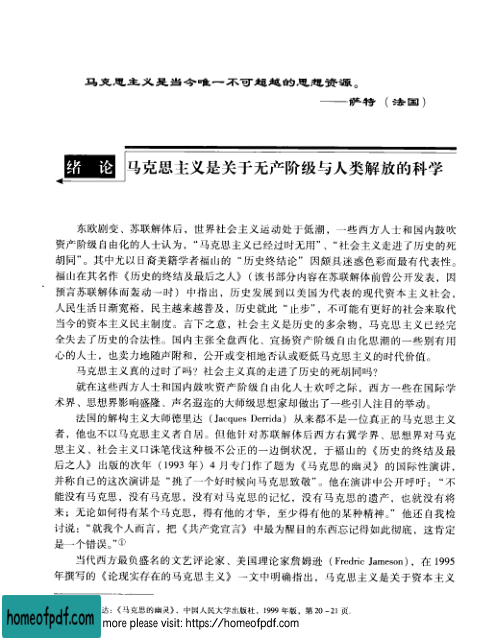 马克思主义是当今唯一不可超越的思想资源。
——萨特（法国）
绪 论 马克思主义是关于无产阶级与人类解放的科学
东欧剧变、苏联解体后，世界社会主义运动处于低潮，一些西方人士和国内鼓吹
资产阶级自由化的人士认为，“马克思主义已经过时无用”、“社会主义走进了历史的死
胡同”。其中尤以日裔美籍学者福山的“历史终结论”因颇具迷惑色彩而最有代表性。
福山在其名作《历史的终结及最后之人》（该书部分内容在苏联解体前曾公开发表，因
预言苏联解体而轰动一时）中指出，历史发展到以美国为代表的现代资本主义社会，
人民生活日渐宽裕，民主越来越普及，历史就此“止步”，不可能有更好的社会来取代
当今的资本主义民主制度。言下之意，社会主义是历史的多余物，马克思主义已经完
全失去了历史的合法性。国内主张全盘西化、宣扬资产阶级自由化思潮的一些别有用
心的人士，也卖力地随声附和，公开或变相地否认或贬低马克思主义的时代价值。
马克思主义真的过时了吗？社会主义真的走进了历史的死胡同吗？
就在这些西方人士和国内鼓吹资产阶级自由化人士欢呼之际，西方一些在国际学
术界、思想界影响盛隆、声名遐迩的大师级思想家却做出了一些引人注目的举动。
法国的解构主义大师德里达（Jacques Derrida）从来都不是一位真正的马克思主义
者，他也不以马克思主义者自居。但他针对苏联解体后西方右翼学界、思想界对马克
思主义、社会主义口诛笔伐这种极不公正的一边倒状况，于福山的《历史的终结及最
后之人》出版的次年（1993 年）4 月专门作了题为《马克思的幽灵》的国际性演讲，
并称自己的这次演讲是“挑了一个好时候向马克思致敬”。他在演讲中公开呼吁：“不
能没有马克思，没有马克思，没有对马克思的记忆，没有马克思的遗产，也就没有将
来；无论如何得有某个马克思，得有他的才华，至少得有他的某种精神。”他还自我检
讨说：“就我个人而言，把《共产党宣言》中最为醒目的东西忘记得如此彻底，这肯定
是一个错误。”①
当代西方最负盛名的文艺评论家、美国理论家詹姆逊（Fredric Jameson），在 1995
年撰写的《论现实存在的马克思主义》一文中明确指出，马克思主义是关于资本主义
达：《马克思的幽灵》，中国人民大学出版社，1999 年版，第 20－21 页.
homeofpdf.com
more please visit: https://homeofpdf.com